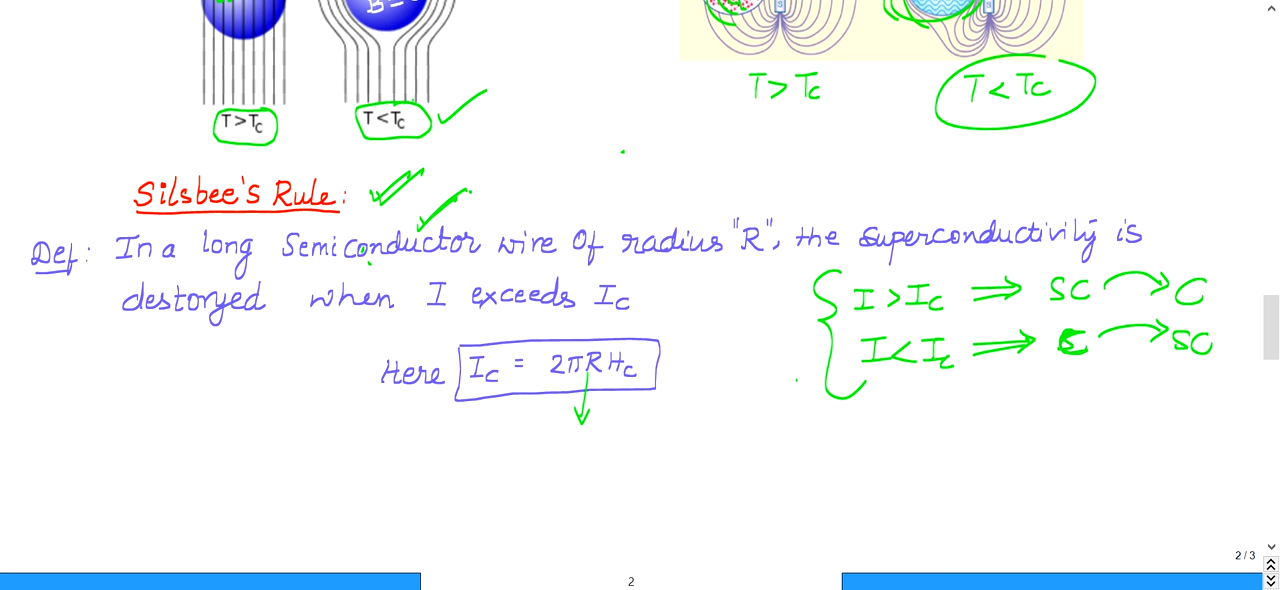 B=
S
S
T > Tc
T < Tc
T>Tc
T<Tc
Silsbee's Rule:
Def: In a long Semiconductor wire of radius "R", the superconductivity is
destoryed when I exceeds Ic
I > Ic ⇒ SC → C
I < Ic ⇒ C → SC
Here Ic = 2πRHc
2 / 3
2